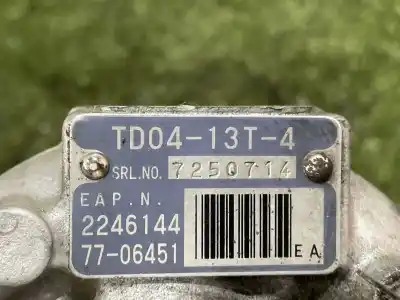 TD04-13T-4
SRL.NO. 7250714
EAP.N.
2246144
77-06451
EA